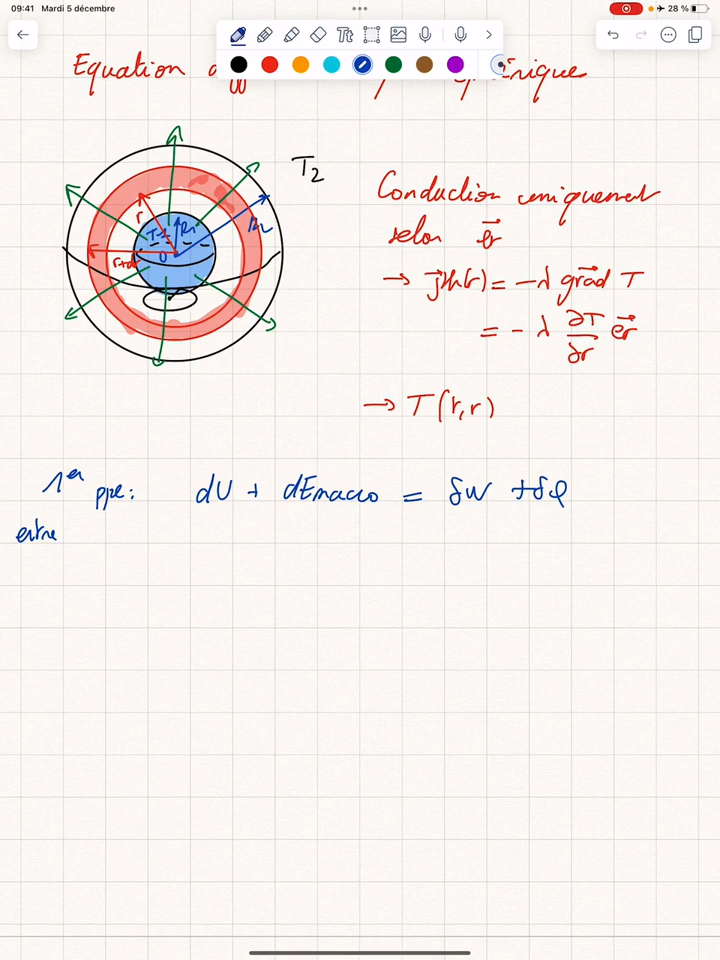 09:41 Mardi 5 décembre
28 %
Tt
Equation
T2
Conduction uniquement
selon er
r
R1
R2
T1
O
→ jth(r) = -λ grad T
= - λ ∂T/∂r er
→ T(r,r)
1er ppe: dU + dEmacro = δW + δQ
entre